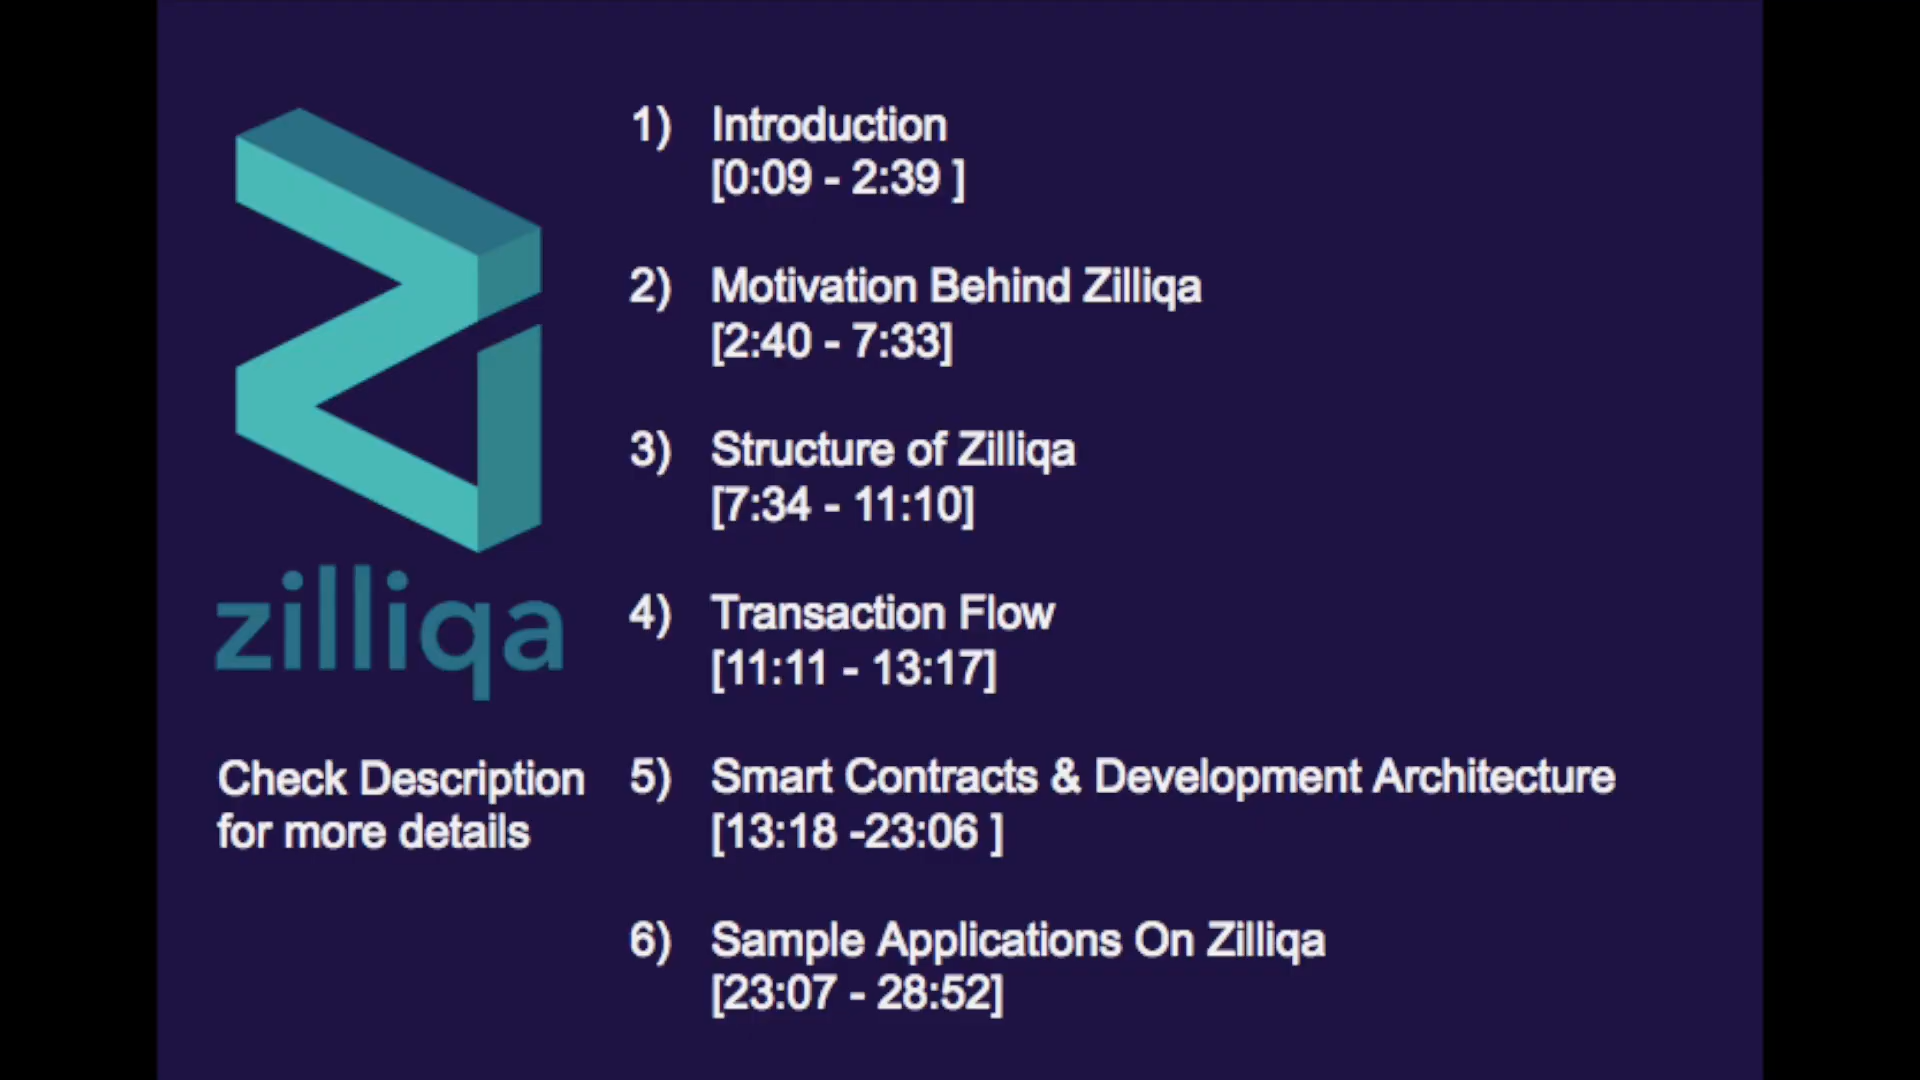 zilliqa
Check Description
for more details
1) Introduction
[0:09 - 2:39 ]
2) Motivation Behind Zilliqa
[2:40 - 7:33]
3) Structure of Zilliqa
[7:34 - 11:10]
4) Transaction Flow
[11:11 - 13:17]
5) Smart Contracts & Development Architecture
[13:18 -23:06 ]
6) Sample Applications On Zilliqa
[23:07 - 28:52]